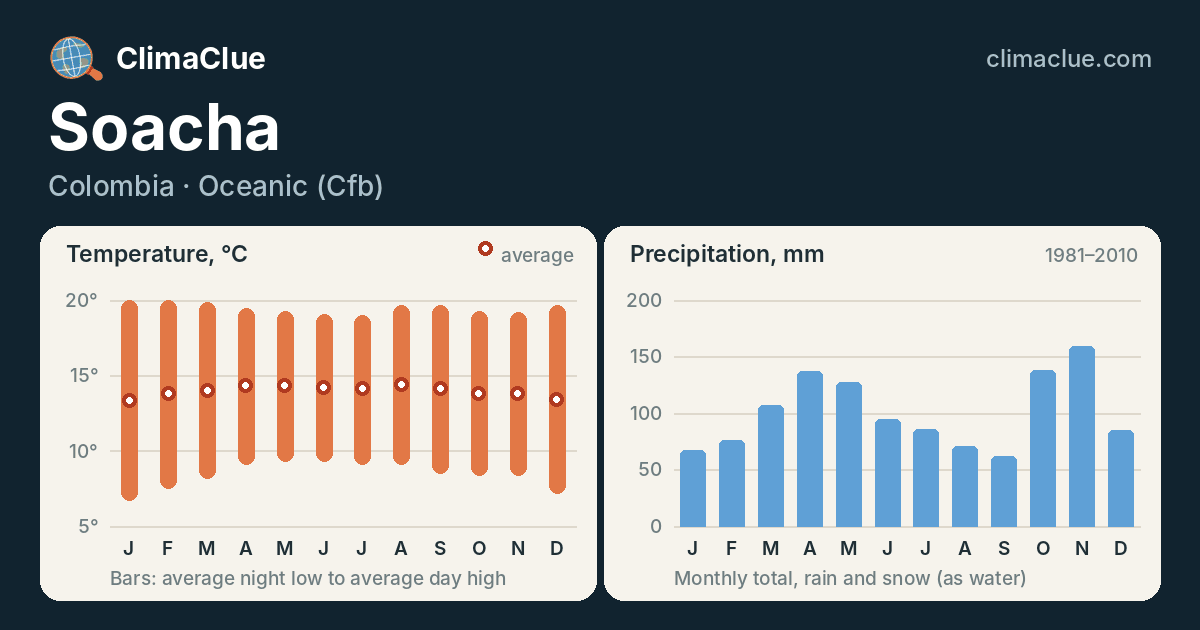 ClimaClue
climaclue.com
Soacha
Colombia · Oceanic (Cfb)
Temperature, °C
average
20°
15°
10°
5°
J F M A M J J A S O N D
Bars: average night low to average day high
Precipitation, mm
1981–2010
200
150
100
50
0
J F M A M J J A S O N D
Monthly total, rain and snow (as water)